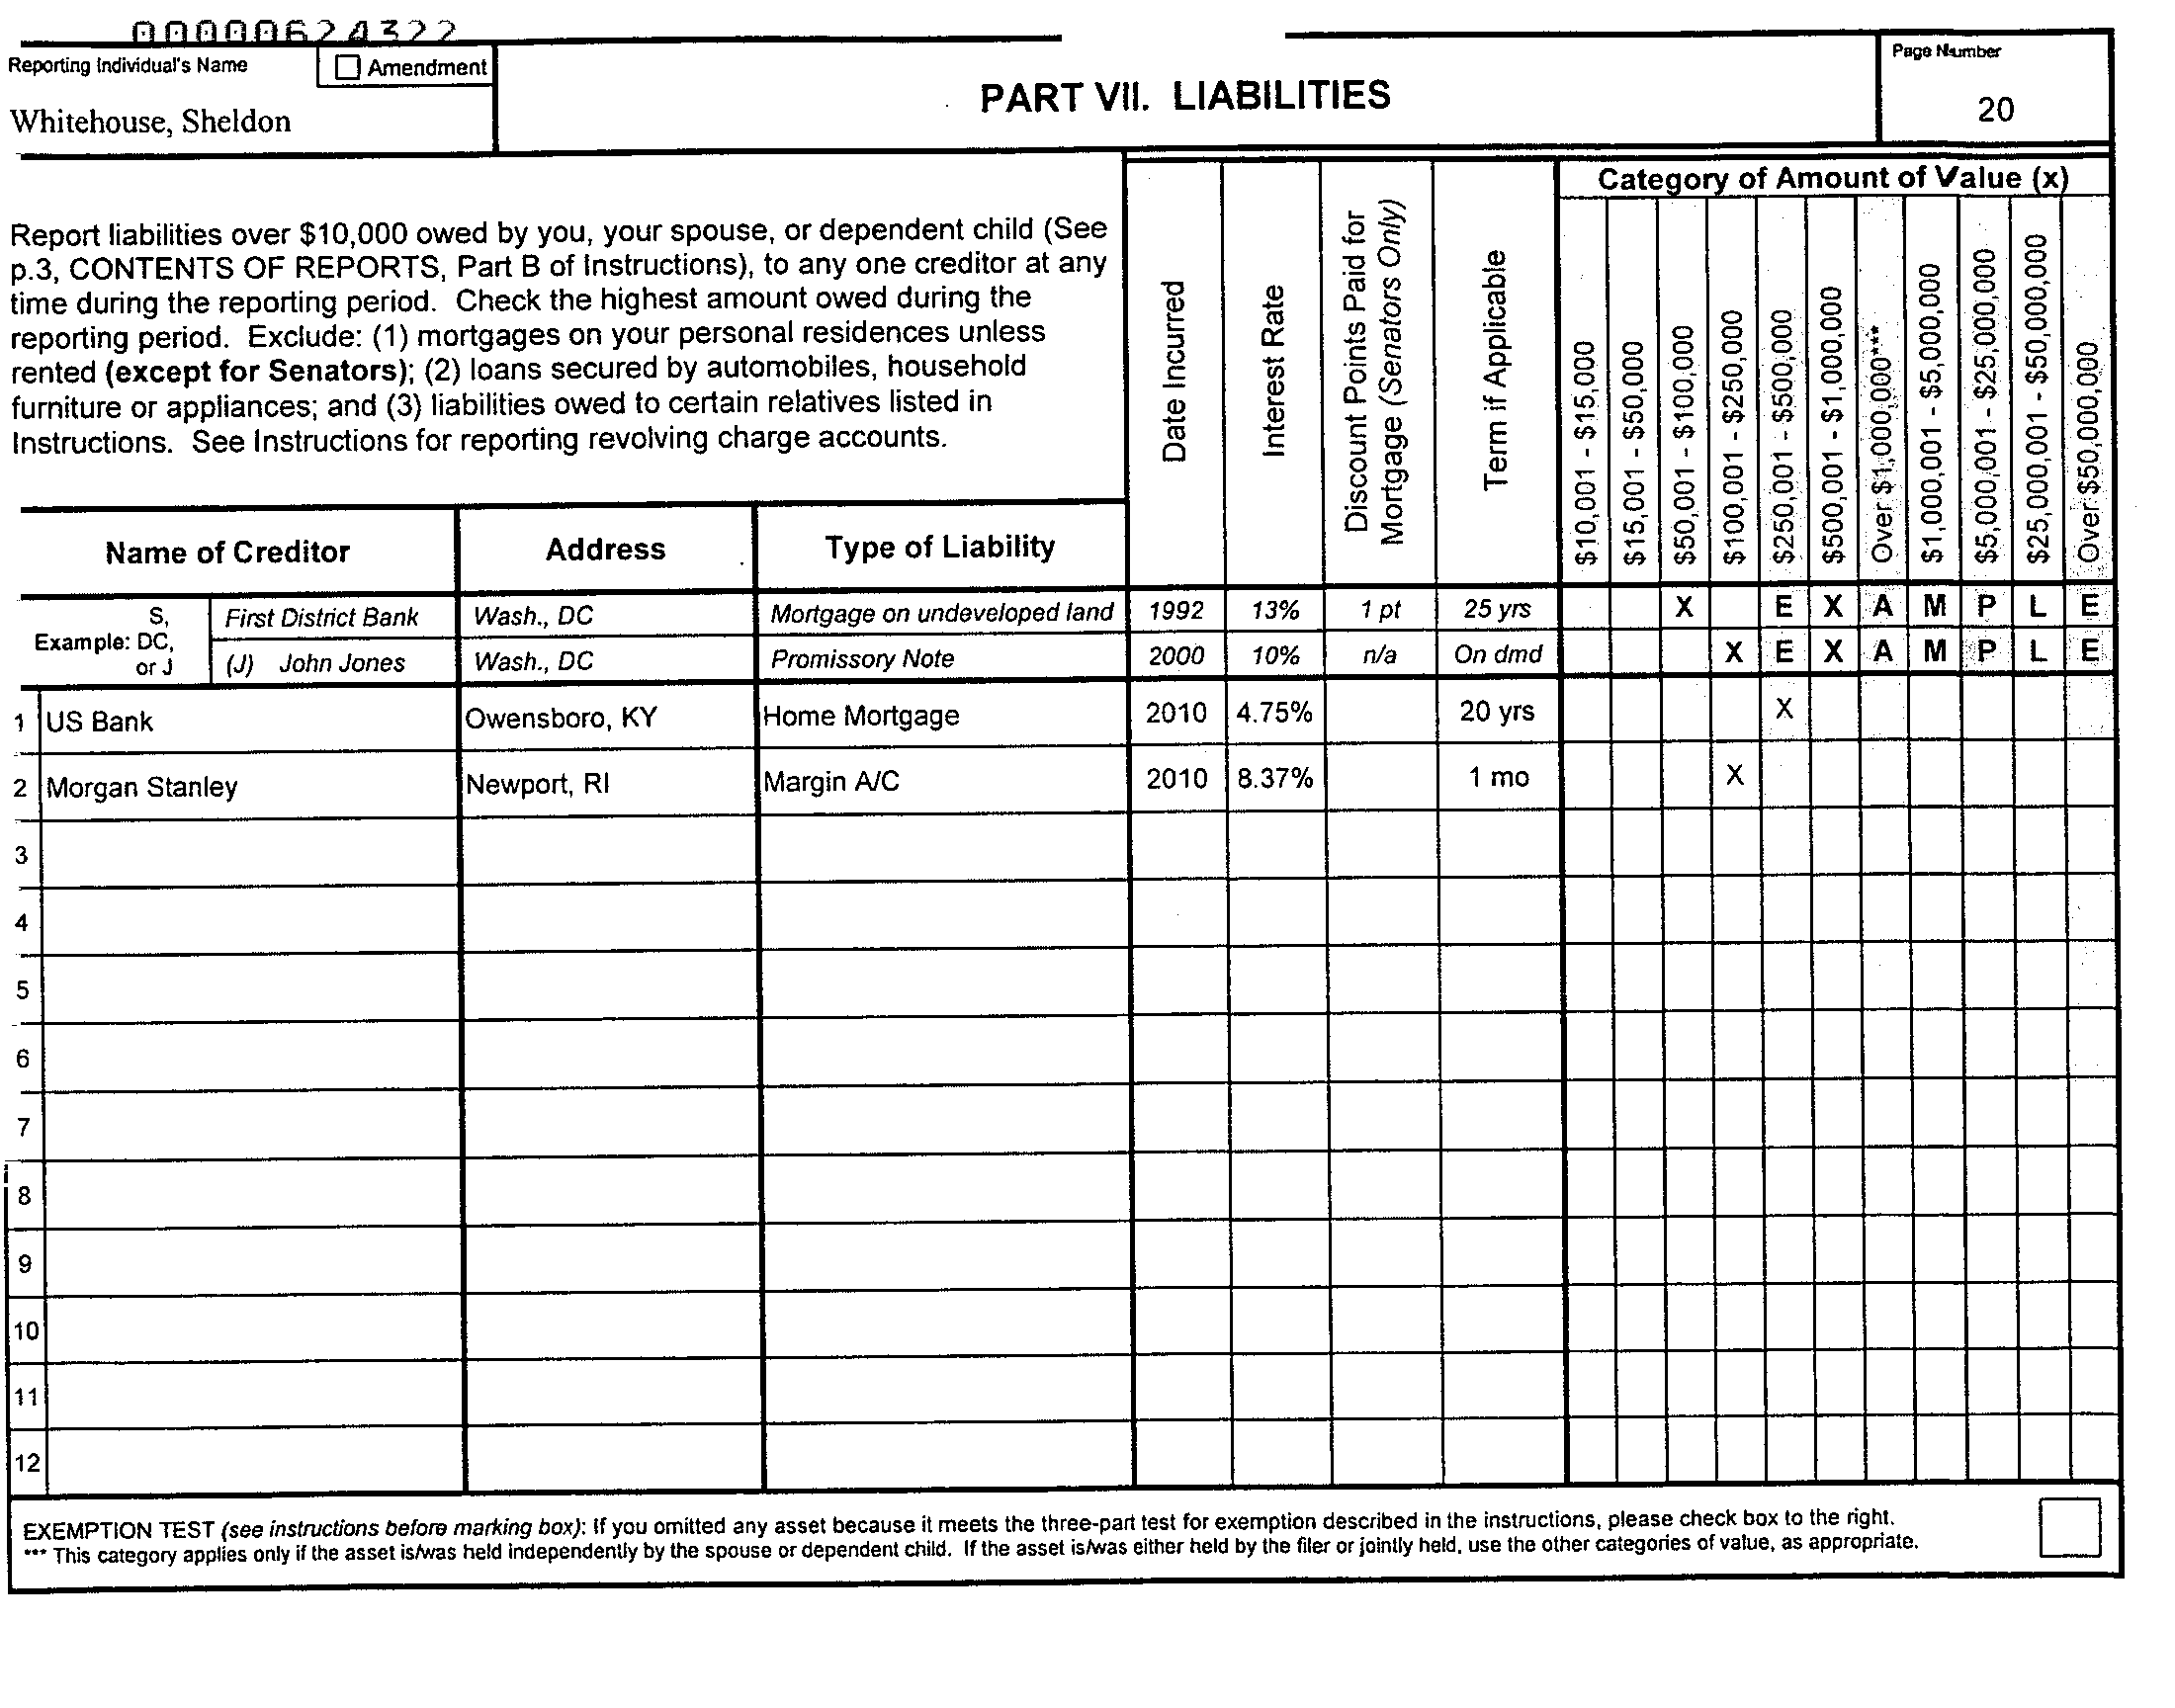 00000624322
Reporting Individual's Name
Amendment
Page Number
Whitehouse, Sheldon
PART VII. LIABILITIES
20
Category of Amount of Value (x)
Report liabilities over $10,000 owed by you, your spouse, or dependent child (See
p.3, CONTENTS OF REPORTS, Part B of Instructions), to any one creditor at any
time during the reporting period. Check the highest amount owed during the
reporting period. Exclude: (1) mortgages on your personal residences unless
rented (except for Senators); (2) loans secured by automobiles, household
furniture or appliances; and (3) liabilities owed to certain relatives listed in
Instructions. See Instructions for reporting revolving charge accounts.
Date Incurred
Interest Rate
Discount Points Paid for
Mortgage (Senators Only)
Term if Applicable
$10,001 - $15,000
$15,001 - $50,000
$50,001 - $100,000
$100,001 - $250,000
$250,001 - $500,000
$500,001 - $1,000,000
Over $1,000,000***
$1,000,001 - $5,000,000
$5,000,001 - $25,000,000
$25,000,001 - $50,000,000
Over $50,000,000
Name of Creditor Address Type of Liability
Example: S, DC, or J
First District Bank Wash., DC Mortgage on undeveloped land 1992 13% 1 pt 25 yrs X E X A M P L E
(J) John Jones Wash., DC Promissory Note 2000 10% n/a On dmd X E X A M P L E
1 US Bank Owensboro, KY Home Mortgage 2010 4.75% 20 yrs X
2 Morgan Stanley Newport, RI Margin A/C 2010 8.37% 1 mo X
3
4
5
6
7
8
9
10
11
12
EXEMPTION TEST (see instructions before marking box): If you omitted any asset because it meets the three-part test for exemption described in the instructions, please check box to the right.
*** This category applies only if the asset is/was held independently by the spouse or dependent child. If the asset is/was either held by the filer or jointly held, use the other categories of value, as appropriate.